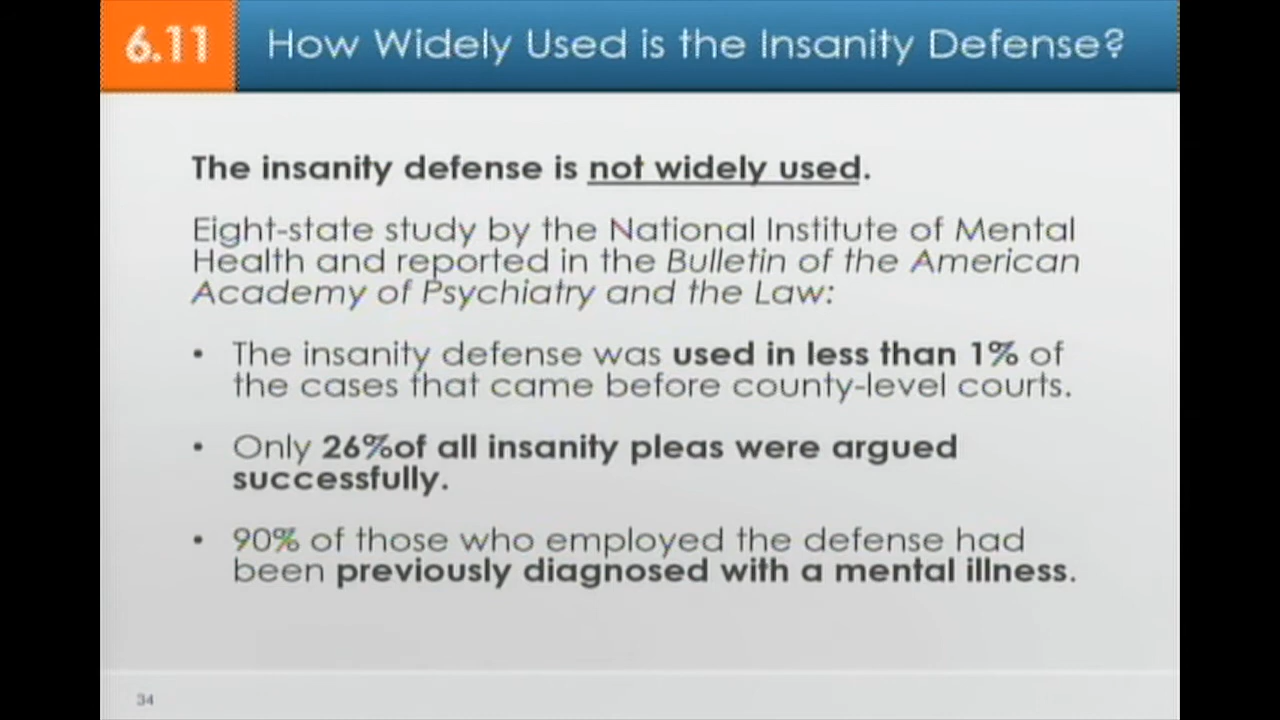 6.11 How Widely Used is the Insanity Defense?
The insanity defense is not widely used.
Eight-state study by the National Institute of Mental
Health and reported in the Bulletin of the American
Academy of Psychiatry and the Law:
• The insanity defense was used in less than 1% of
the cases that came before county-level courts.
• Only 26%of all insanity pleas were argued
successfully.
• 90% of those who employed the defense had
been previously diagnosed with a mental illness.
34